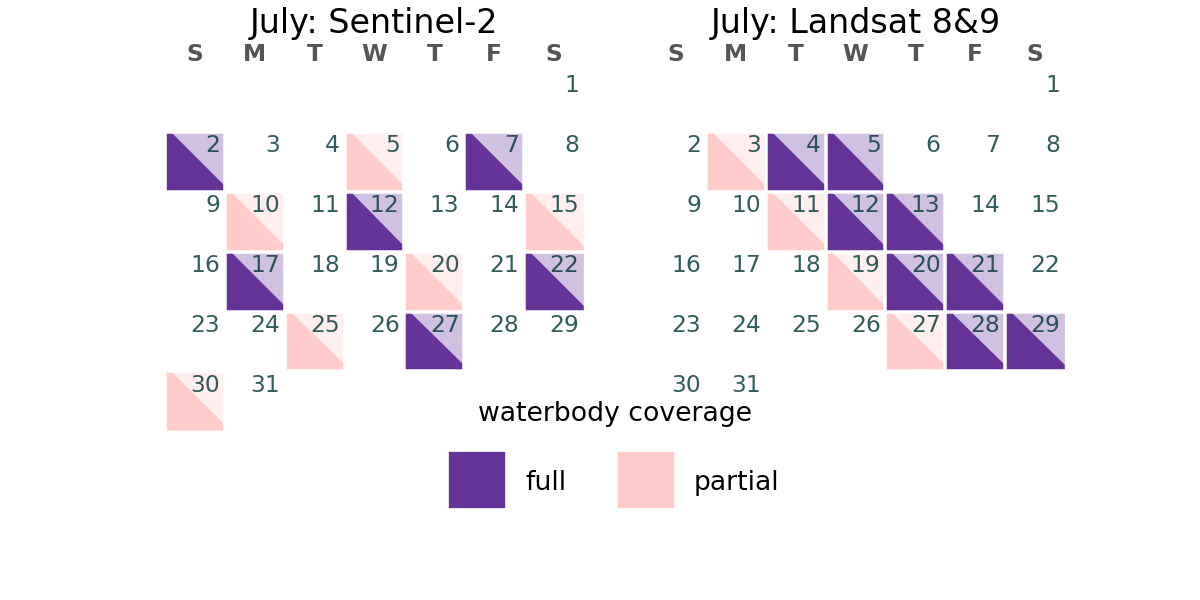 July: Sentinel-2
S M T W T F S
1
2 3 4 5 6 7 8
9 10 11 12 13 14 15
16 17 18 19 20 21 22
23 24 25 26 27 28 29
30 31
July: Landsat 8&9
S M T W T F S
1
2 3 4 5 6 7 8
9 10 11 12 13 14 15
16 17 18 19 20 21 22
23 24 25 26 27 28 29
30 31
waterbody coverage
full partial